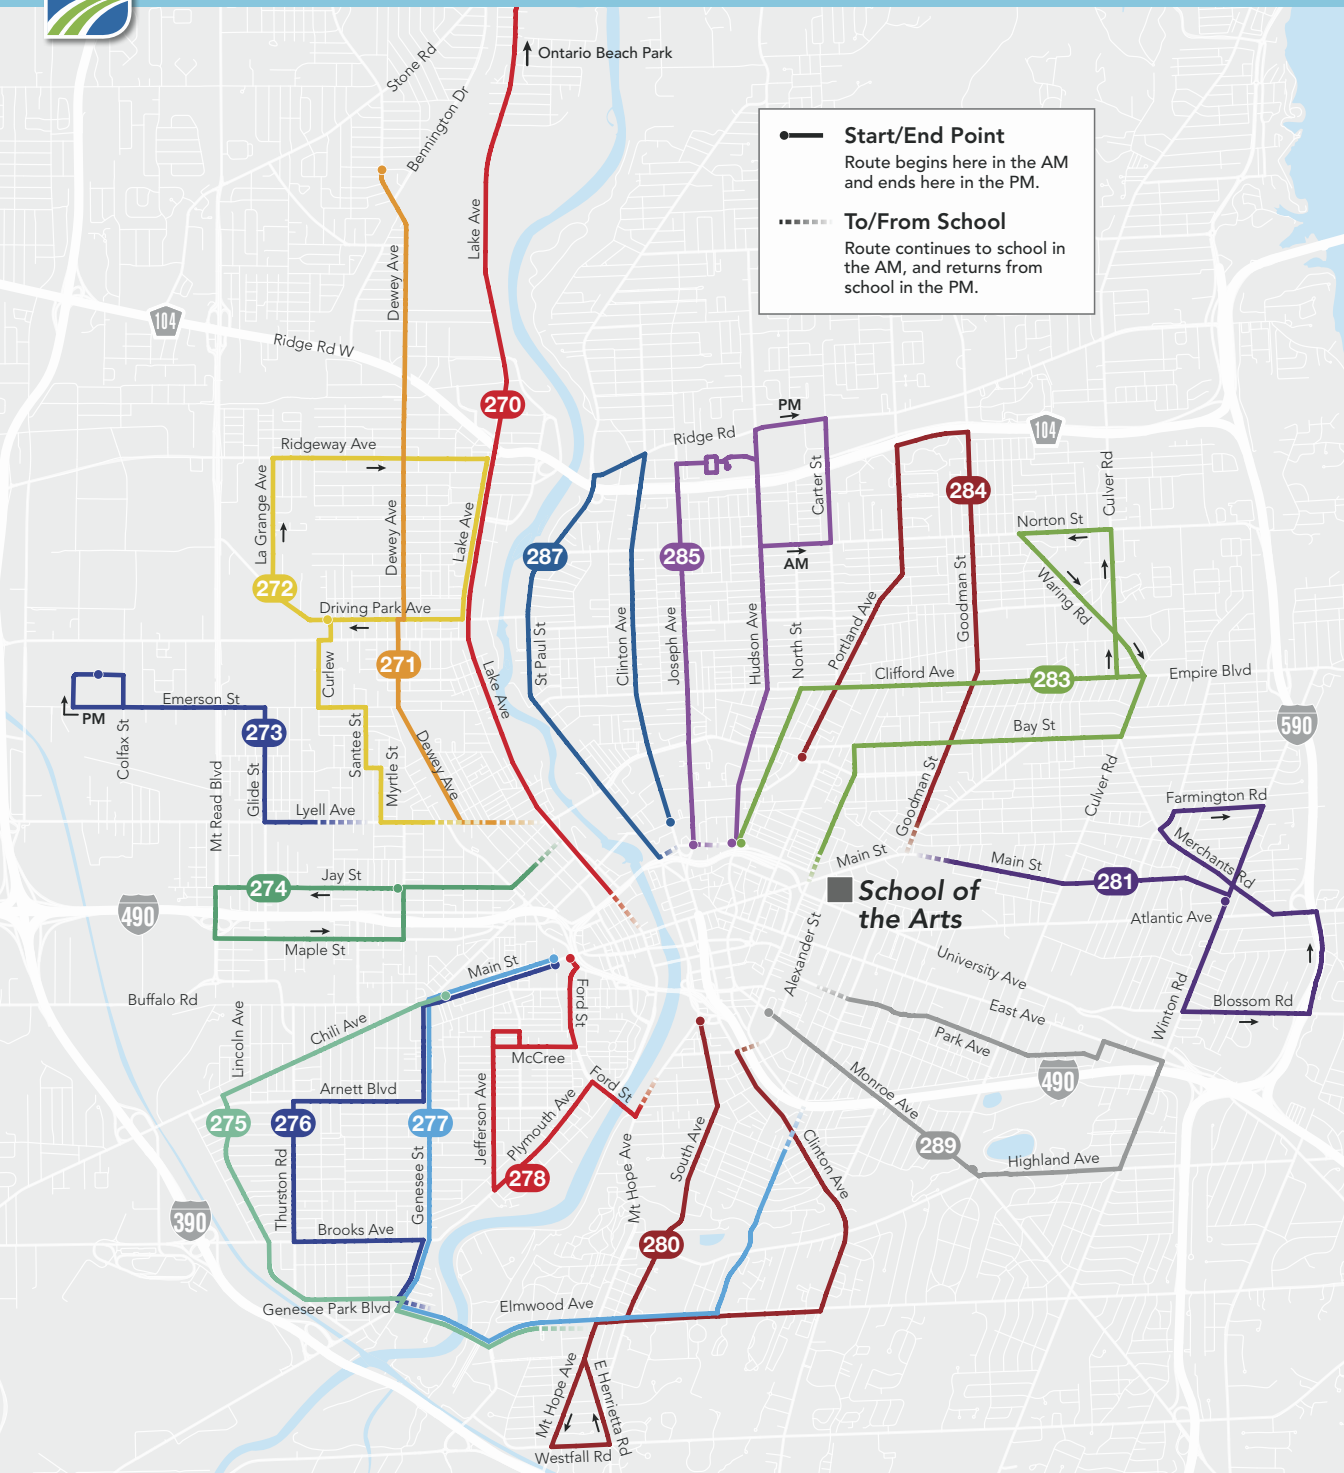 Ontario Beach Park
Stone Rd
Bennington Dr
Start/End Point
Route begins here in the AM
and ends here in the PM.
To/From School
Route continues to school in
the AM, and returns from
school in the PM.
Lake Ave
Dewey Ave
104
Ridge Rd W
270
PM
Ridge Rd
104
Ridgeway Ave
La Grange Ave
Dewey Ave
Lake Ave
Carter St
284
Culver Rd
Norton St
287
285
AM
272
Waring Rd
Driving Park Ave
Goodman St
Portland Ave
St Paul St
Clinton Ave
Joseph Ave
Hudson Ave
North St
271
Curlew
Lake Ave
Clifford Ave
283
Empire Blvd
Emerson St
PM
273
Colfax St
Bay St
590
Santee St
Myrtle St
Dewey Ave
Mt Read Blvd
Glide St
Lyell Ave
Goodman St
Culver Rd
Farmington Rd
Merchants Rd
Main St
Main St
281
Jay St
274
School of
the Arts
490
Atlantic Ave
Maple St
Alexander St
Main St
University Ave
Buffalo Rd
Ford St
East Ave
Winton Rd
Blossom Rd
Lincoln Ave
Chili Ave
Park Ave
McCree
490
Arnett Blvd
Ford St
Monroe Ave
275
276
277
Jefferson Ave
Plymouth Ave
289
Highland Ave
Thurston Rd
Genesee St
278
Mt Hope Ave
South Ave
Clinton Ave
390
Brooks Ave
280
Genesee Park Blvd
Elmwood Ave
Mt Hope Ave
E Henrietta Rd
Westfall Rd